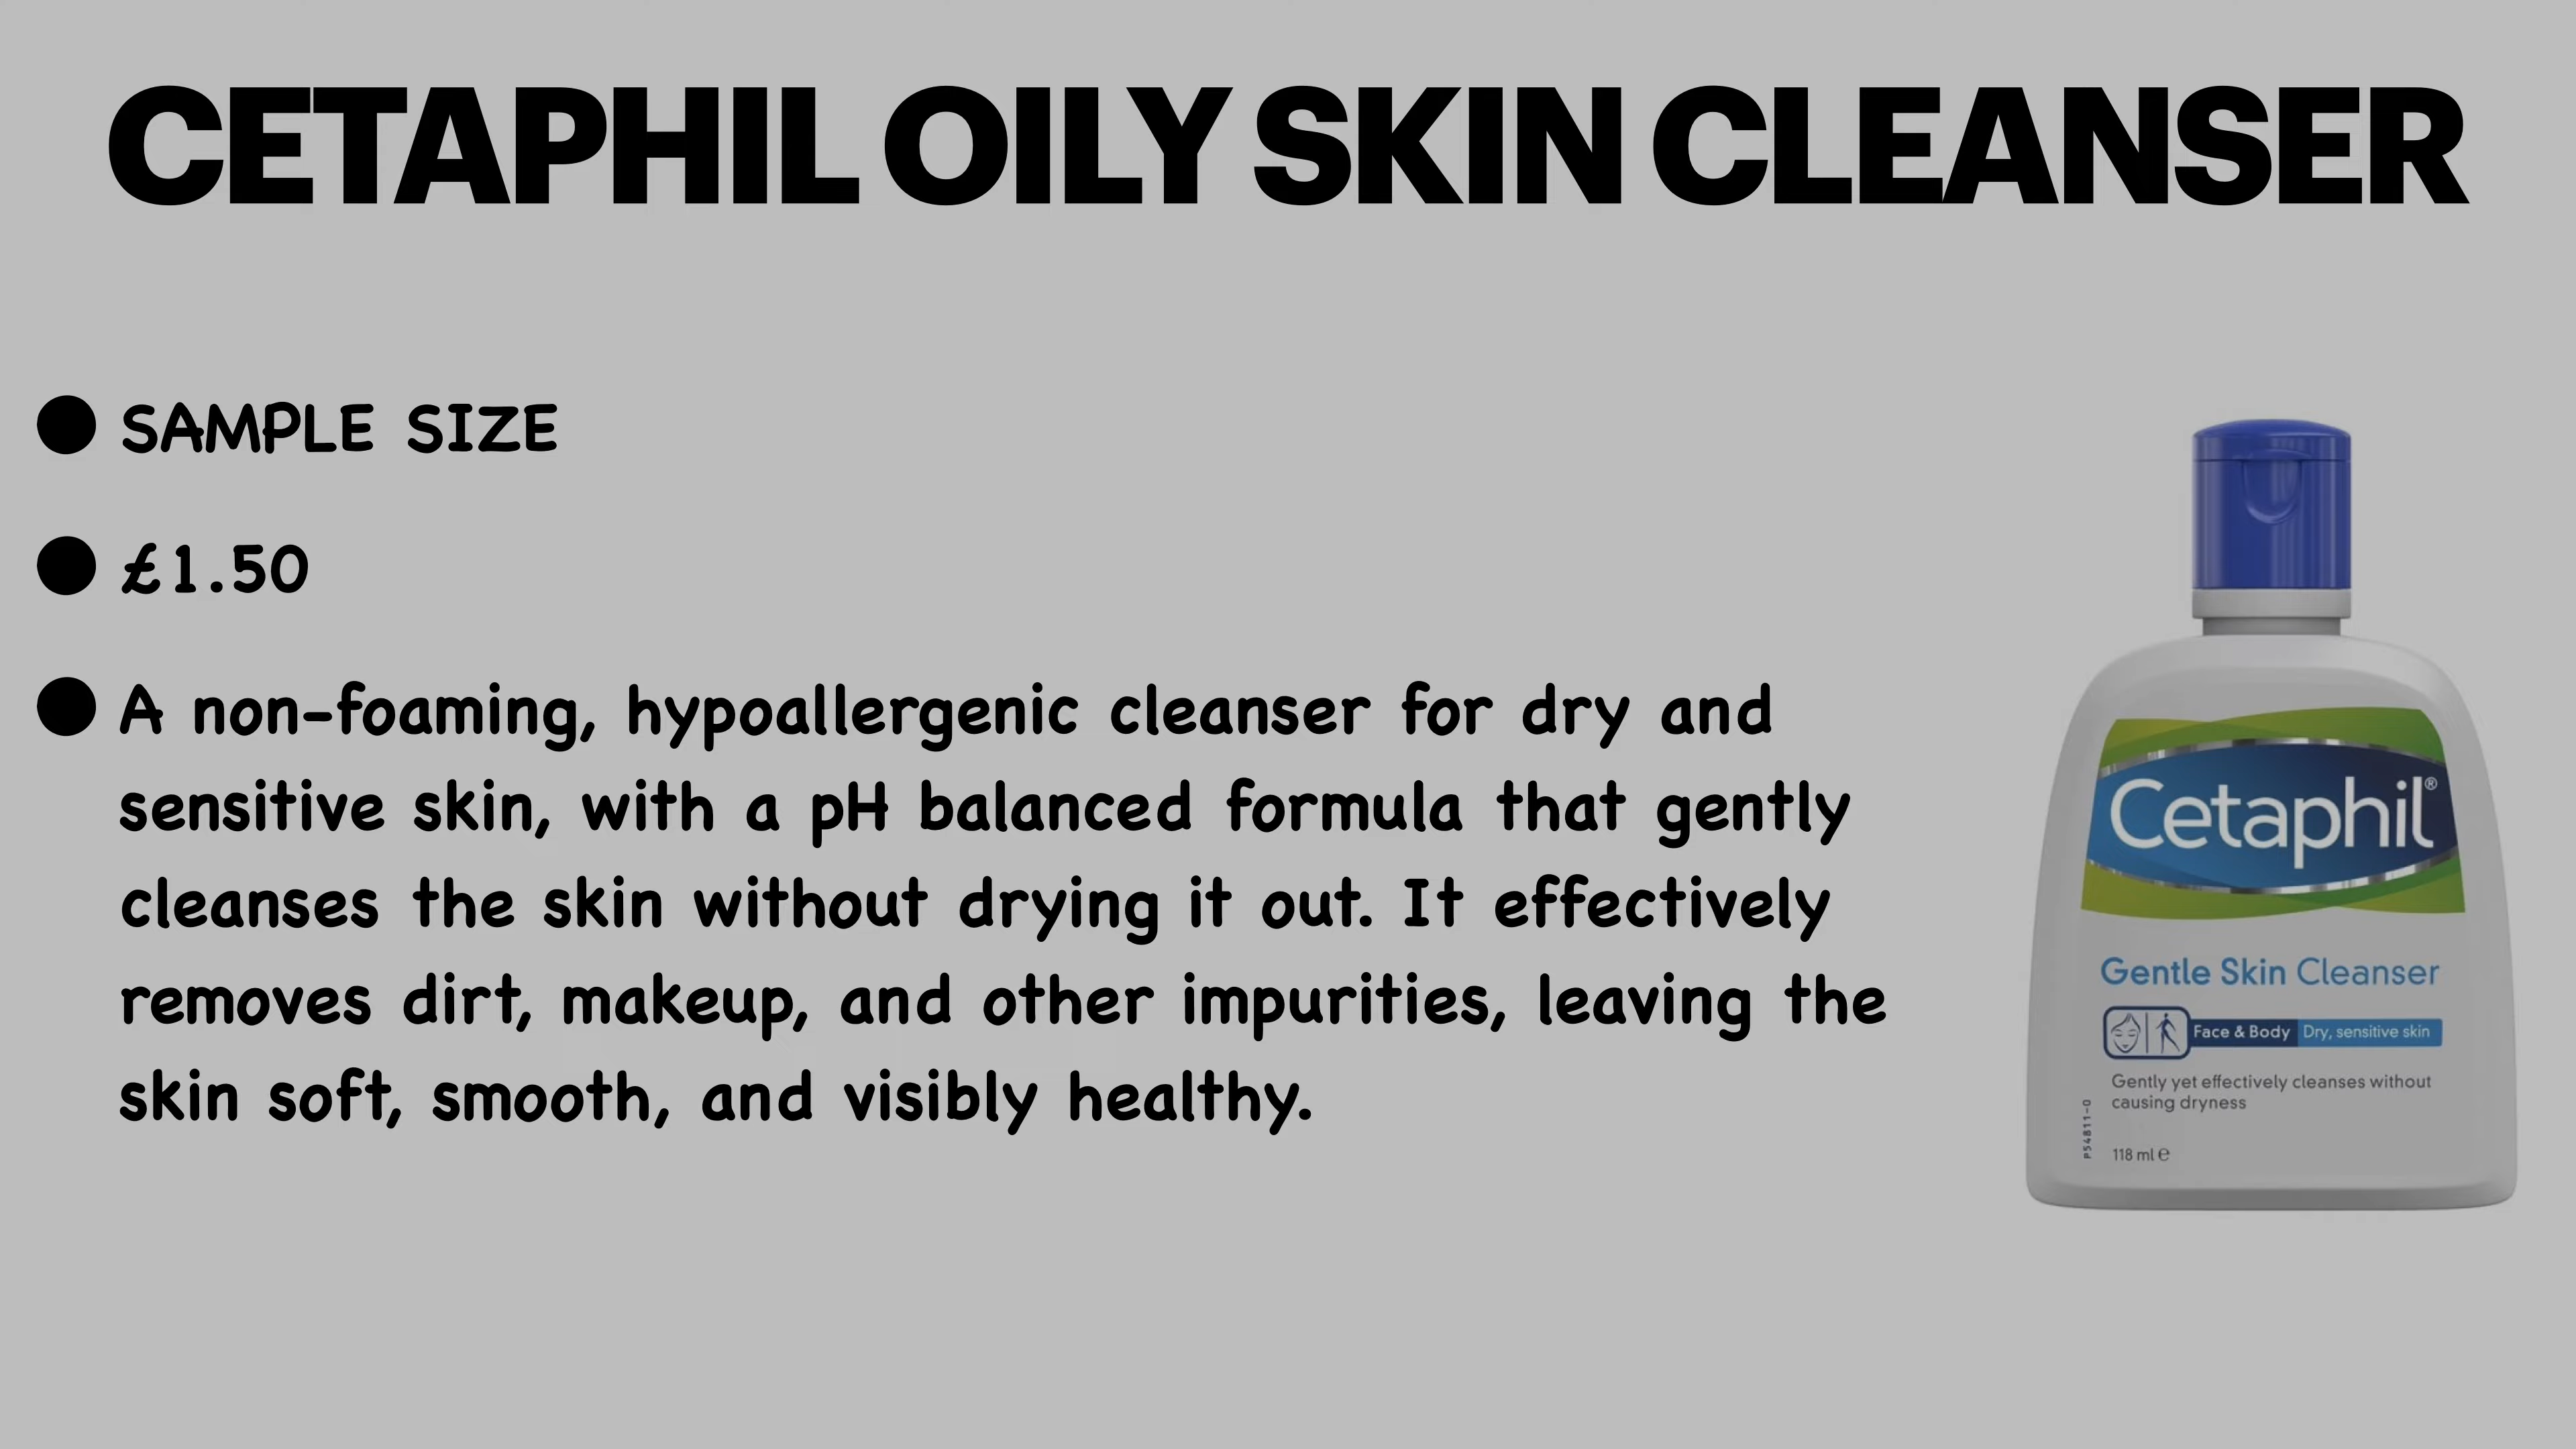 CETAPHIL OILY SKIN CLEANSER
SAMPLE SIZE
£1.50
A non-foaming, hypoallergenic cleanser for dry and
sensitive skin, with a pH balanced formula that gently
cleanses the skin without drying it out. It effectively
removes dirt, makeup, and other impurities, leaving the
skin soft, smooth, and visibly healthy.
Cetaphil®
Gentle Skin Cleanser
Face & Body Dry, sensitive skin
Gently yet effectively cleanses without
causing dryness
P54811-0
118 ml ℮